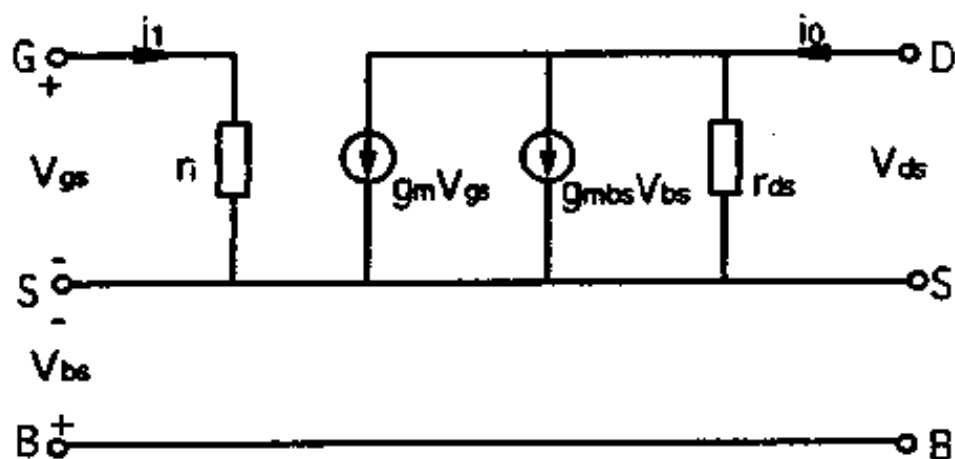 G i1 i0 D
+
Vgs ri gmVgs gmbsVbs rds Vds
-
S S
-
Vbs
+
B B